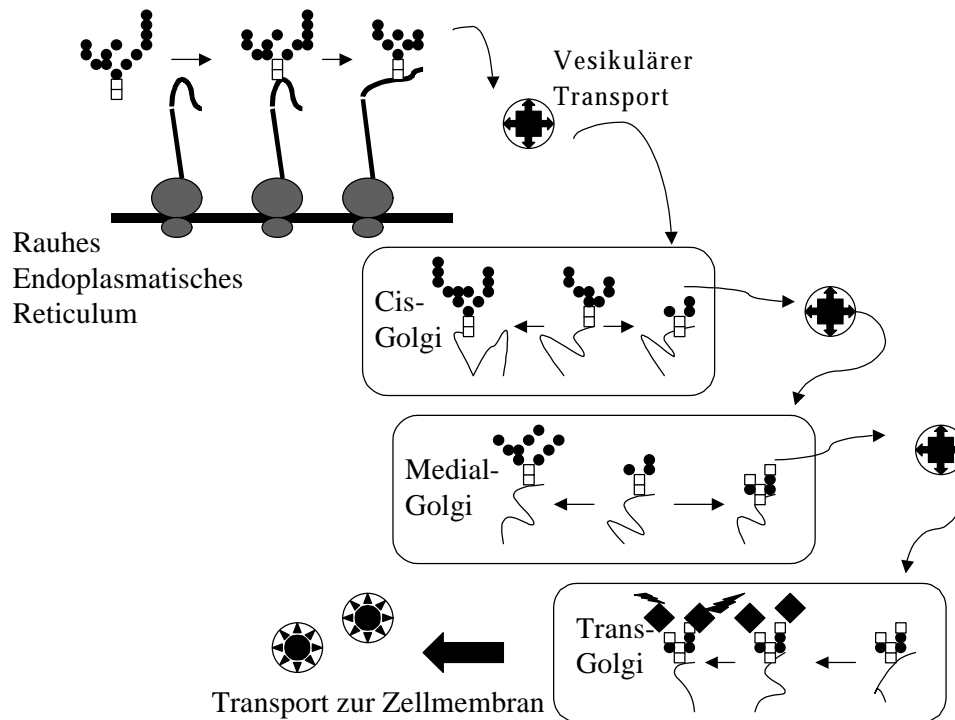 Vesikulärer
Transport
Rauhes
Endoplasmatisches
Reticulum
Cis-
Golgi
Medial-
Golgi
Trans-
Golgi
Transport zur Zellmembran